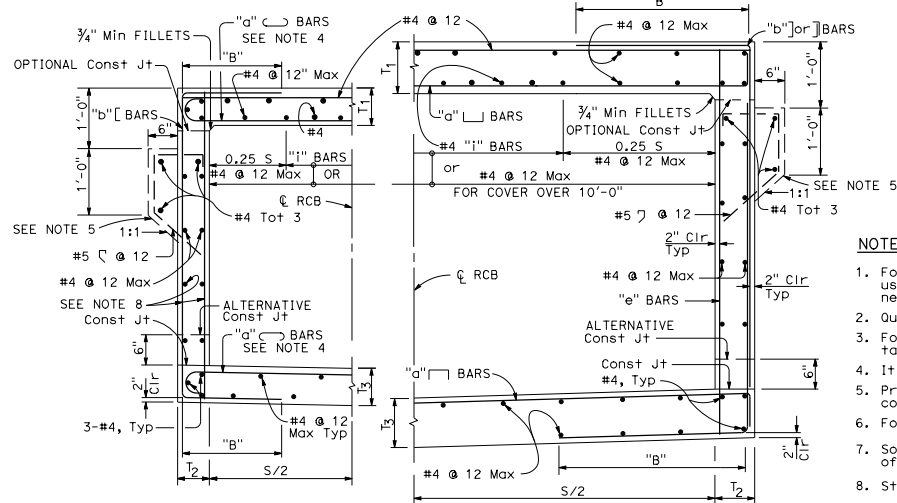 "a" BARS
SEE NOTE 4
3/4" Min FILLETS
"B"
#4 @ 12
OPTIONAL Const Jt
#4 @ 12" Max
T1
1'-0"
"b" [ BARS
6"
#4
0.25 S
"i" BARS
#4 @ 12 Max
OR
1'-0"
℄ RCB
#4 Tot 3
SEE NOTE 5
1:1
#5 @ 12
#4 @ 12 Max
SEE NOTE 8
Const Jt
ALTERNATIVE
Const Jt
"a" BARS
SEE NOTE 4
6"
2"
Clr
T3
3-#4, Typ
#4 @ 12
Max Typ
"B"
T2
S/2
B
#4 @ 12 Max
"b" ] or ] BARS
T1
6"
1'-0"
3/4" Min FILLETS
OPTIONAL Const Jt
"a" BARS
#4 "i" BARS
0.25 S
#4 @ 12 Max
or
#4 @ 12 Max
FOR COVER OVER 10'-0"
1'-0"
SEE NOTE 5
1:1
#4 Tot 3
#5 @ 12
2" Clr
Typ
℄ RCB
#4 @ 12 Max
2" Clr
Typ
"e" BARS
ALTERNATIVE
Const Jt
Const Jt
#4, Typ
"a" BARS
6"
T3
2"
Clr
#4 @ 12 Max
"B"
S/2
T2
NOTE
1. Fo
us
ne
2. Qu
3. Fo
ta
4. It
5. Pr
co
6. Fo
7. So
of
8. St